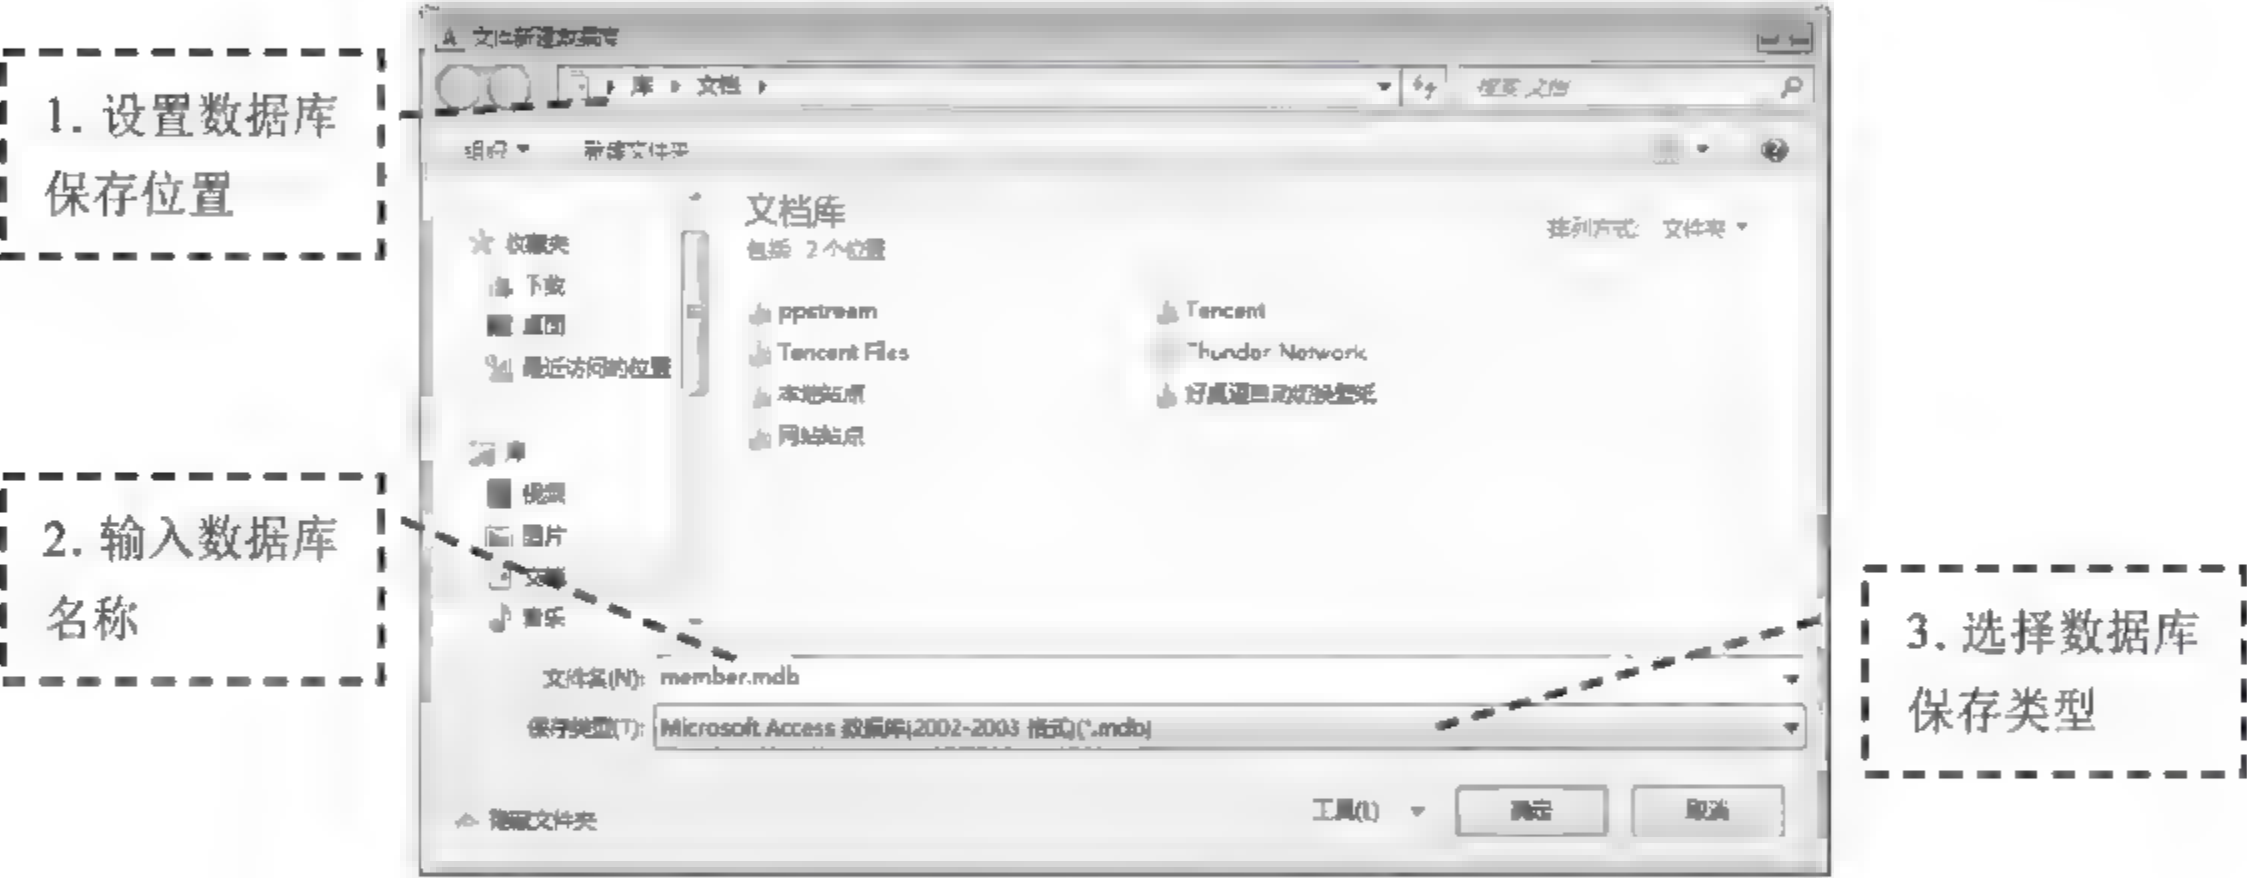 文件新建数据库
库 文档
搜索 文档
1. 设置数据库
保存位置
组织
新建文件夹
文档库
包括: 2 个位置
排列方式: 文件夹
收藏夹
下载
桌面
最近访问的位置
库
视频
图片
文档
音乐
ppstream
Tencent Files
本地站点
网站站点
Tencent
Thunder Network
2. 输入数据库
名称
文件名(N): member.mdb
保存类型(T): Microsoft Access 数据库(2002-2003 格式)(*.mdb)
3. 选择数据库
保存类型
隐藏文件夹
工具(L)
确定
取消